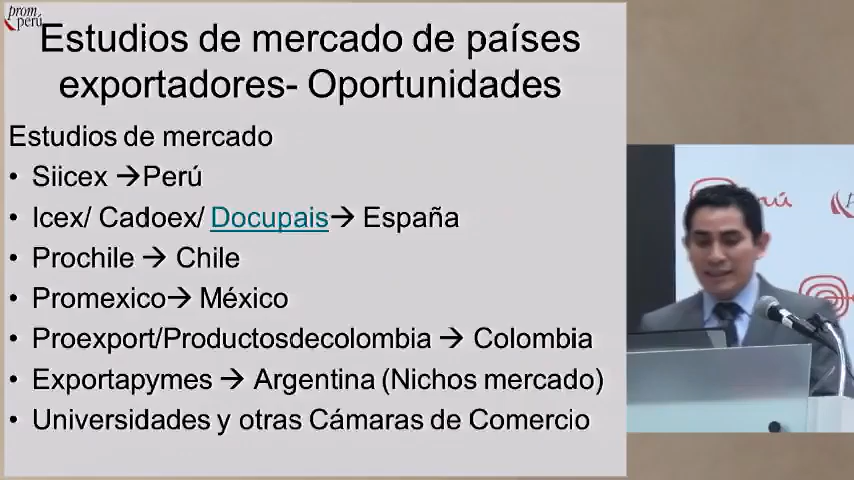 prom
perú
Estudios de mercado de países
exportadores- Oportunidades
Estudios de mercado
• Siicex →Perú
• Icex/ Cadoex/ Docupais→ España
• Prochile → Chile
• Promexico→ México
• Proexport/Productosdecolombia → Colombia
• Exportapymes → Argentina (Nichos mercado)
• Universidades y otras Cámaras de Comercio